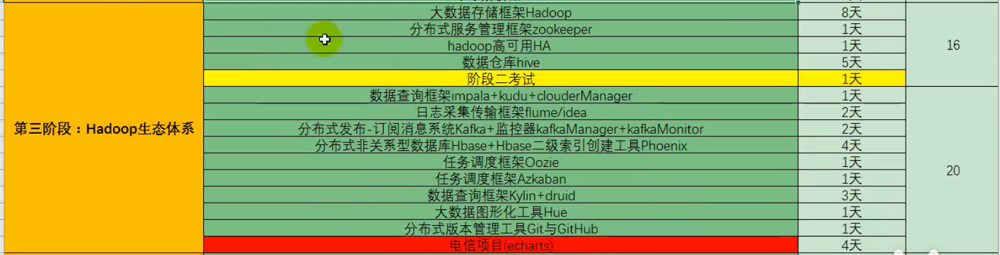 大数据存储框架Hadoop 8天
分布式服务管理框架zookeeper 1天
hadoop高可用HA 1天
16
数据仓库hive 5天
阶段二考试 1天
数据查询框架impala+kudu+clouderManager 1天
日志采集传输框架flume/idea 2天
第三阶段：Hadoop生态体系
分布式发布-订阅消息系统Kafka+监控器kafkaManager+kafkaMonitor 2天
分布式非关系型数据库Hbase+Hbase二级索引创建工具Phoenix 4天
任务调度框架Oozie 1天
20
任务调度框架Azkaban 1天
数据查询框架Kylin+druid 3天
大数据图形化工具Hue 1天
分布式版本管理工具Git与GitHub 1天
电信项目(echarts) 4天